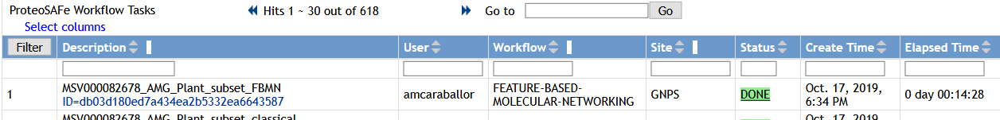 ProteoSAFe Workflow Tasks
Hits 1 ~ 30 out of 618
Go to
Go
Select columns
Filter
Description
User
Workflow
Site
Status
Create Time
Elapsed Time
1
MSV000082678_AMG_Plant_subset_FBMN
ID=db03d180ed7a434ea2b5332ea6643587
amcaraballor
FEATURE-BASED-
MOLECULAR-NETWORKING
GNPS
DONE
Oct. 17, 2019,
6:34 PM
0 day 00:14:28
MSV000082678_AMG_Plant_subset_classical
Oct. 17, 2019,